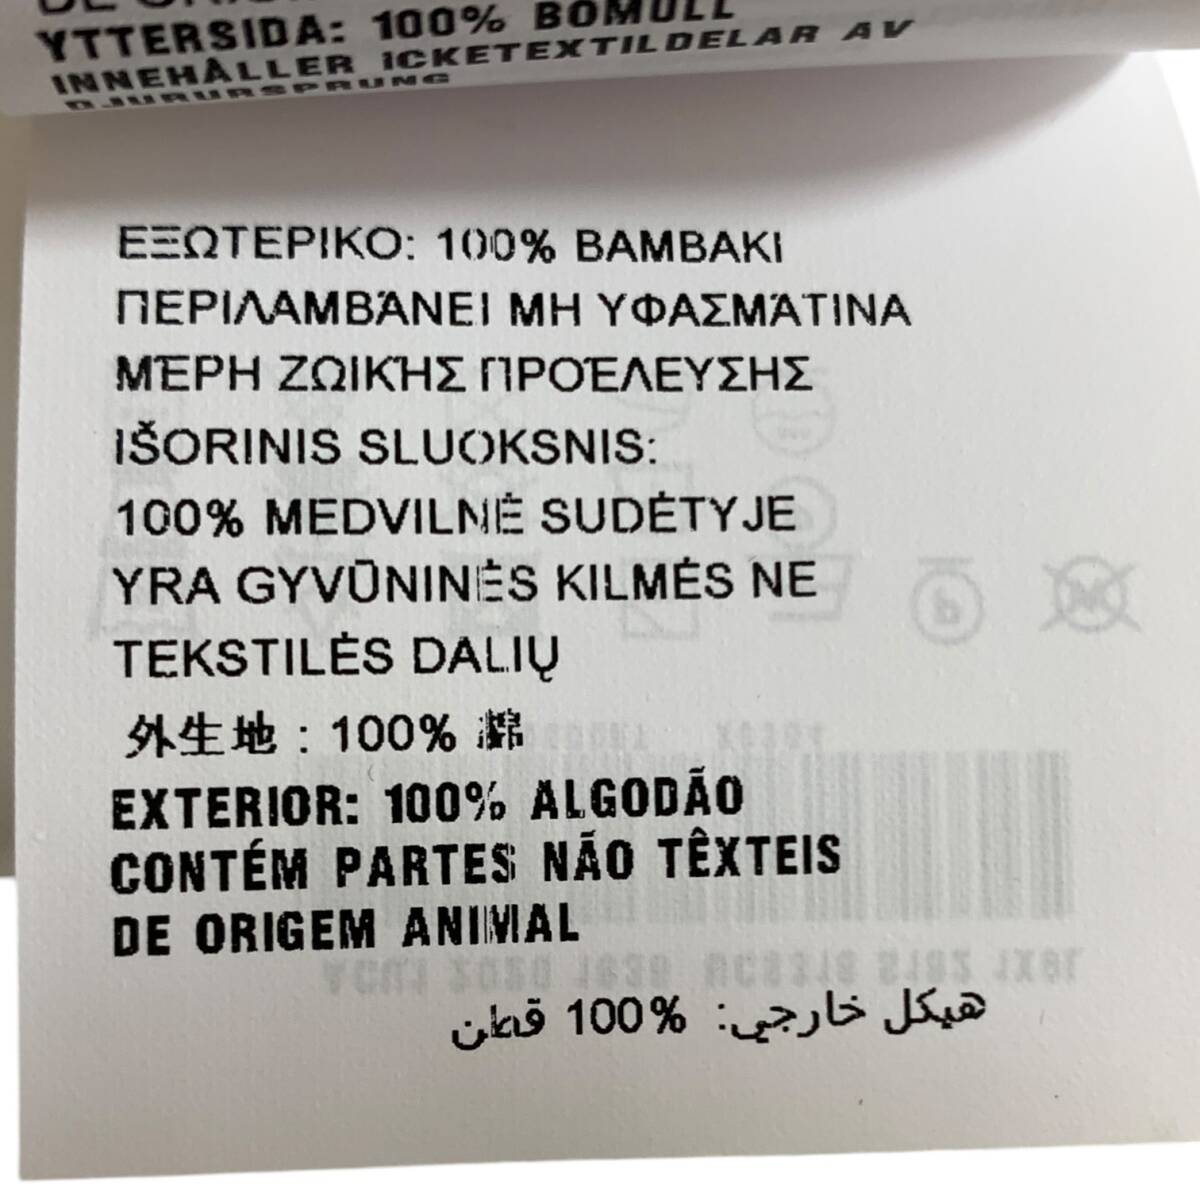 YTTERSIDA: 100% BOMULL
INNEHÅLLER ICKETEXTILDELAR AV
DJURURSPRUNG
ΕΞΩΤΕΡΙΚΟ: 100% ΒΑΜΒΑΚΙ
ΠΕΡΙΛΑΜΒΆΝΕΙ ΜΗ ΥΦΑΣΜΆΤΙΝΑ
ΜΈΡΗ ΖΩΙΚΉΣ ΠΡΟΈΛΕΥΣΗΣ
IŠORINIS SLUOKSNIS:
100% MEDVILNĖ SUDĖTYJE
YRA GYVŪNINĖS KILMĖS NE
TEKSTILĖS DALIŲ
外生地 : 100% 綿
EXTERIOR: 100% ALGODÃO
CONTÉM PARTES NÃO TÊXTEIS
DE ORIGEM ANIMAL
هيكل خارجي: 100% قطن